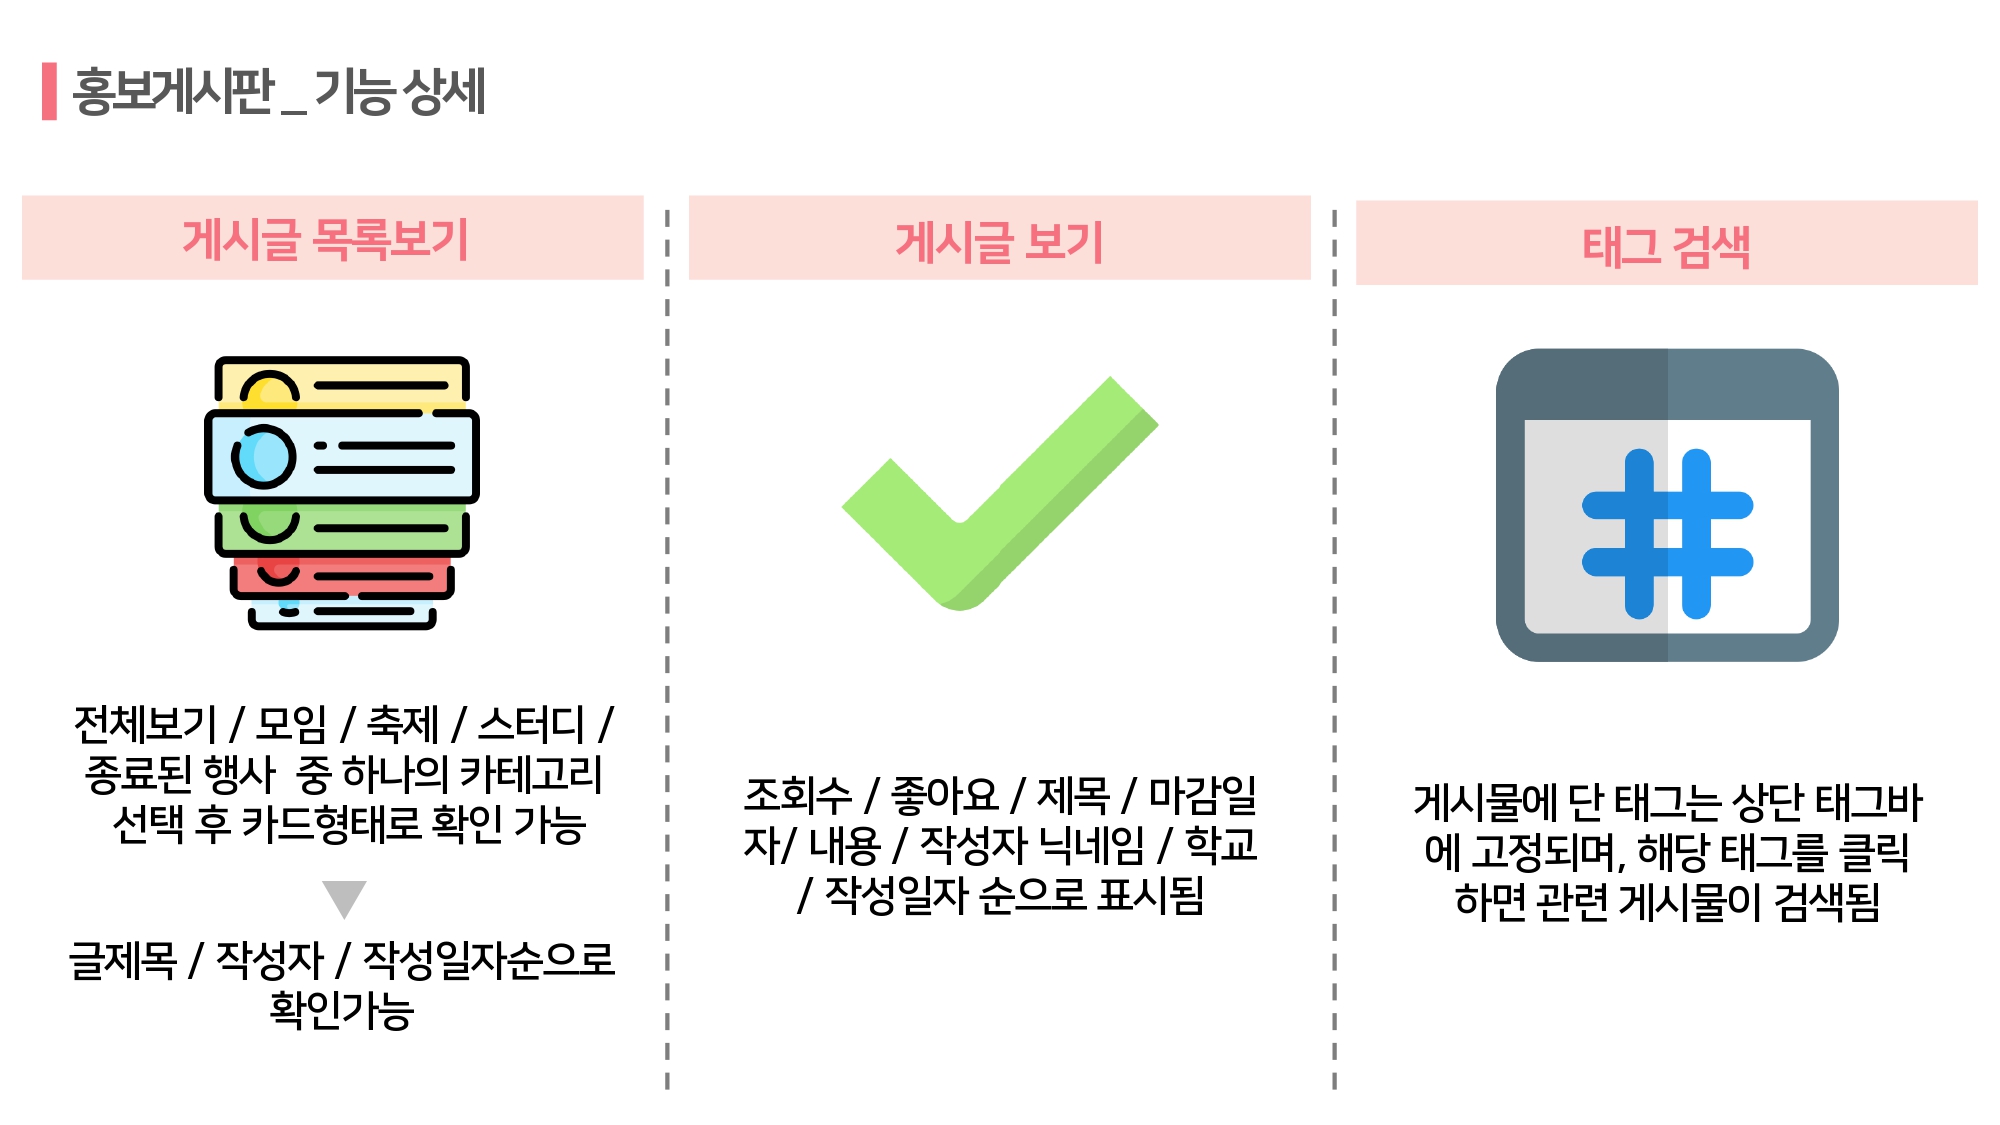 홍보게시판 _ 기능 상세
게시글 목록보기
전체보기 / 모임 / 축제 / 스터디 /
종료된 행사 중 하나의 카테고리
선택 후 카드형태로 확인 가능
글제목 / 작성자 / 작성일자순으로
확인가능
게시글 보기
조회수 / 좋아요 / 제목 / 마감일
자/ 내용 / 작성자 닉네임 / 학교
/ 작성일자 순으로 표시됨
태그 검색
게시물에 단 태그는 상단 태그바
에 고정되며, 해당 태그를 클릭
하면 관련 게시물이 검색됨